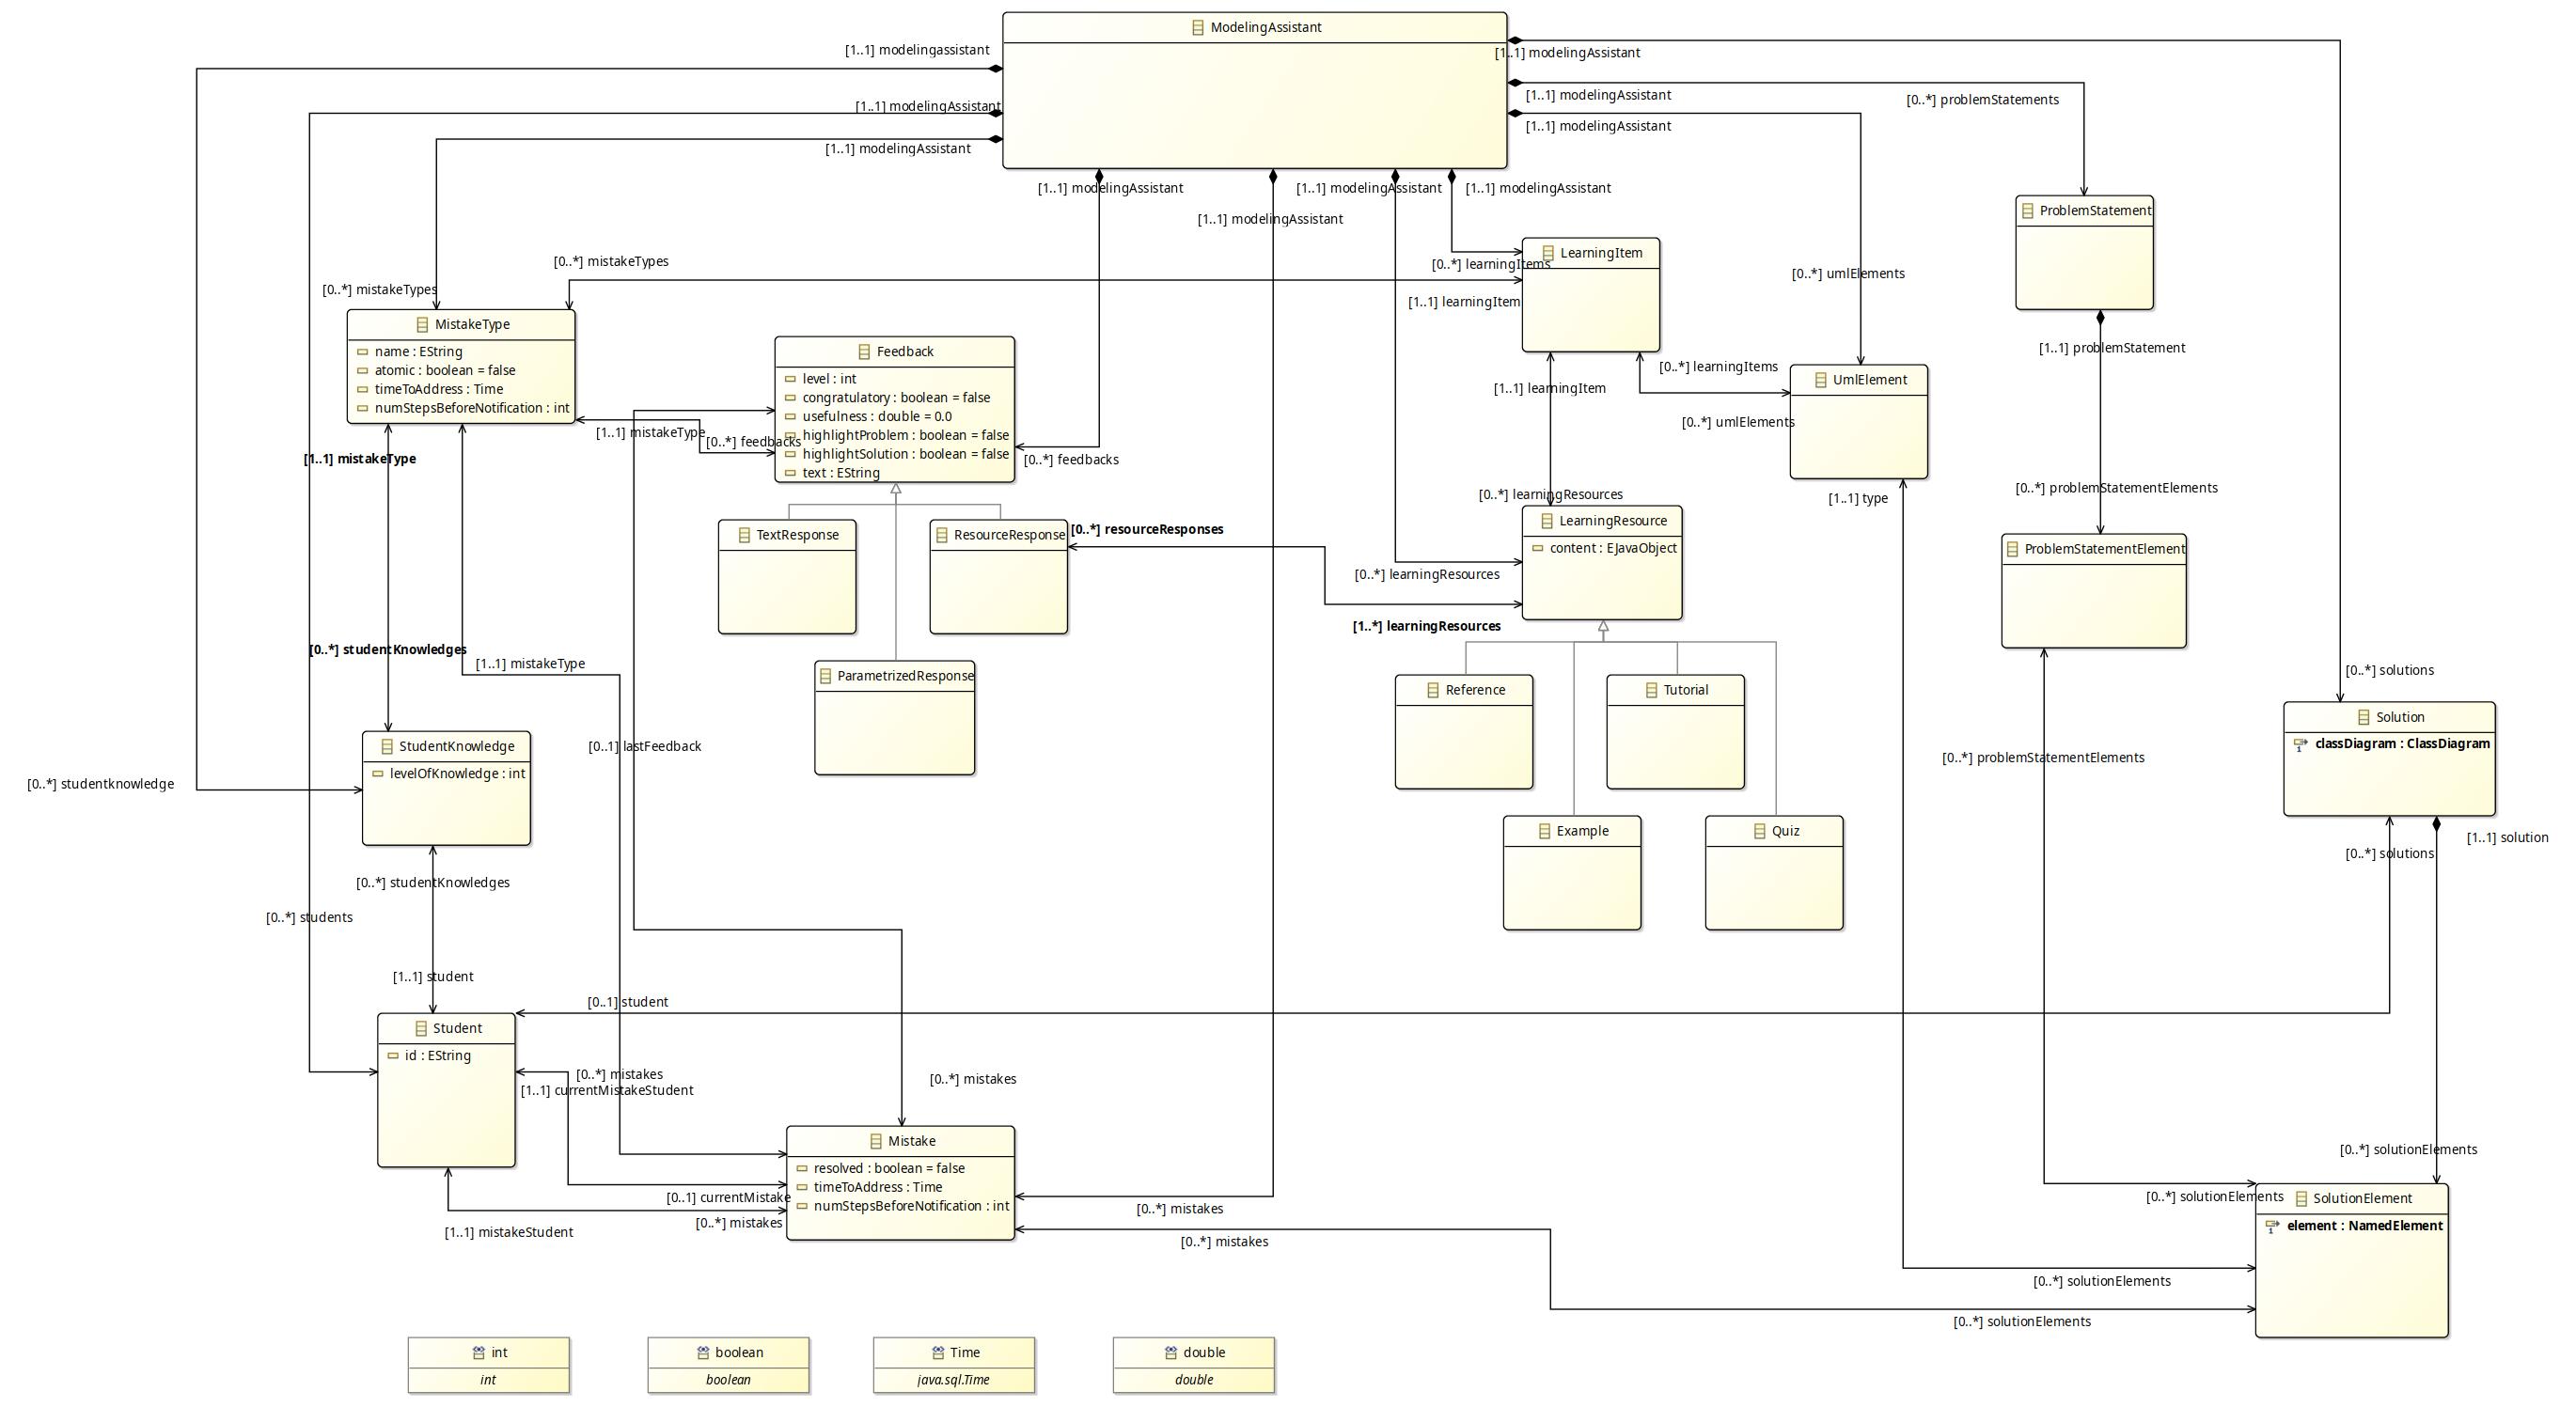 ModelingAssistant
[1..1] modelingassistant
[1..1] modelingAssistant
[1..1] modelingAssistant
[1..1] modelingAssistant
[0..*] problemStatements
[1..1] modelingAssistant
[1..1] modelingAssistant
[1..1] modelingAssistant
[1..1] modelingAssistant
[1..1] modelingAssistant
[1..1] modelingAssistant
[1..1] modelingAssistant
ProblemStatement
LearningItem
[0..*] mistakeTypes
[0..*] learningItems
[0..*] umlElements
[0..*] mistakeTypes
[1..1] learningItem
MistakeType
name : EString
atomic : boolean = false
timeToAddress : Time
numStepsBeforeNotification : int
Feedback
level : int
congratulatory : boolean = false
usefulness : double = 0.0
highlightProblem : boolean = false
highlightSolution : boolean = false
text : EString
[1..1] problemStatement
[0..*] learningItems
UmlElement
[1..1] learningItem
[0..*] umlElements
[1..1] mistakeType
[0..*] feedbacks
[0..*] feedbacks
[1..1] mistakeType
[0..*] problemStatementElements
[0..*] learningResources
[1..1] type
LearningResource
content : EJavaObject
[0..*] resourceResponses
TextResponse
ResourceResponse
ProblemStatementElement
[0..*] learningResources
[1..*] learningResources
[0..*] studentKnowledges
[1..1] mistakeType
[0..*] solutions
ParametrizedResponse
Reference
Tutorial
Solution
classDiagram : ClassDiagram
StudentKnowledge
levelOfKnowledge : int
[0..1] lastFeedback
[0..*] problemStatementElements
[0..*] studentknowledge
Example
Quiz
[1..1] solution
[0..*] solutions
[0..*] studentKnowledges
[0..*] students
[1..1] student
[0..1] student
Student
id : EString
[0..*] mistakes
[1..1] currentMistakeStudent
[0..*] mistakes
Mistake
resolved : boolean = false
timeToAddress : Time
numStepsBeforeNotification : int
[0..*] solutionElements
[0..1] currentMistake
[0..*] solutionElements
SolutionElement
element : NamedElement
[0..*] mistakes
[0..*] mistakes
[1..1] mistakeStudent
[0..*] mistakes
[0..*] solutionElements
[0..*] solutionElements
int
int
boolean
boolean
Time
java.sql.Time
double
double